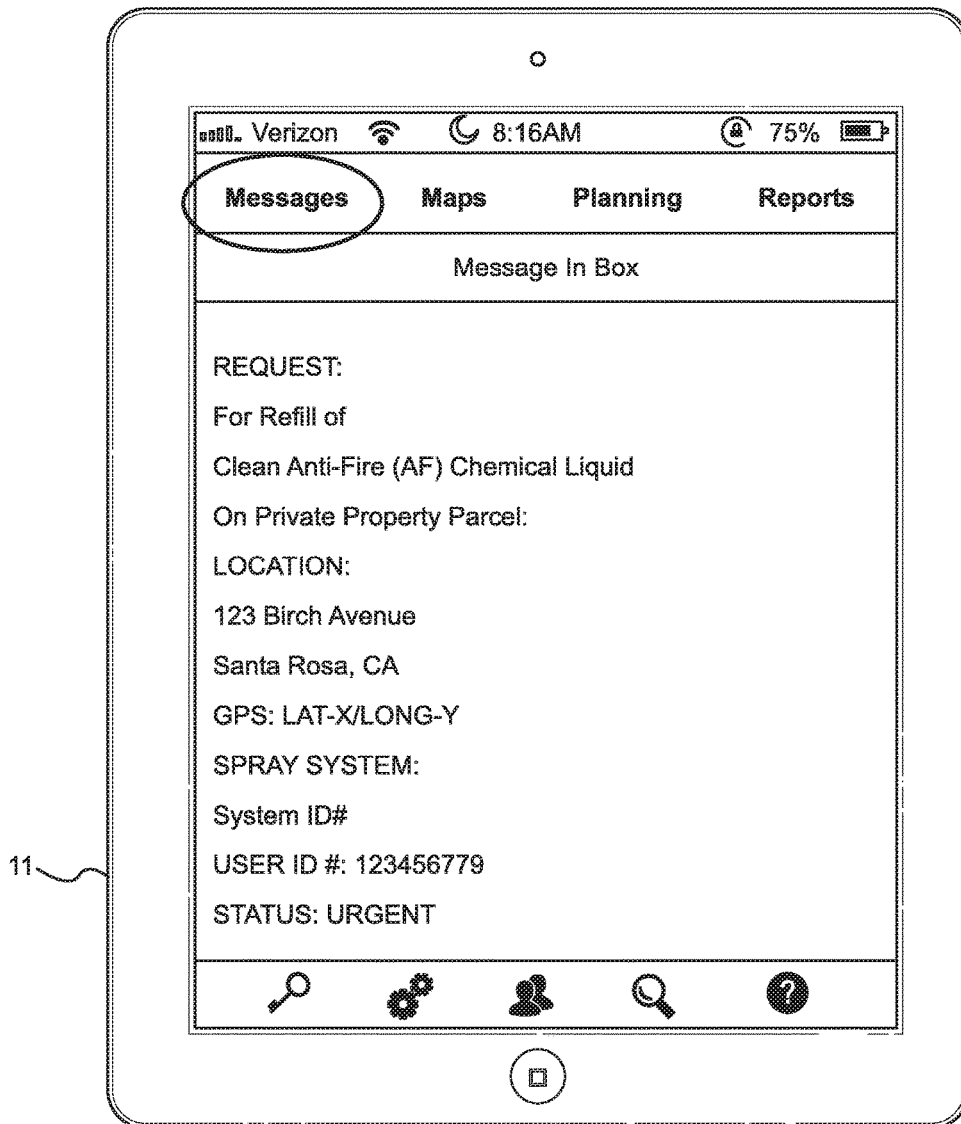 Verizon 8:16AM 75%
Messages Maps Planning Reports
Message In Box
REQUEST:
For Refill of
Clean Anti-Fire (AF) Chemical Liquid
On Private Property Parcel:
LOCATION:
123 Birch Avenue
Santa Rosa, CA
GPS: LAT-X/LONG-Y
SPRAY SYSTEM:
System ID#
USER ID #: 123456779
STATUS: URGENT
?
11